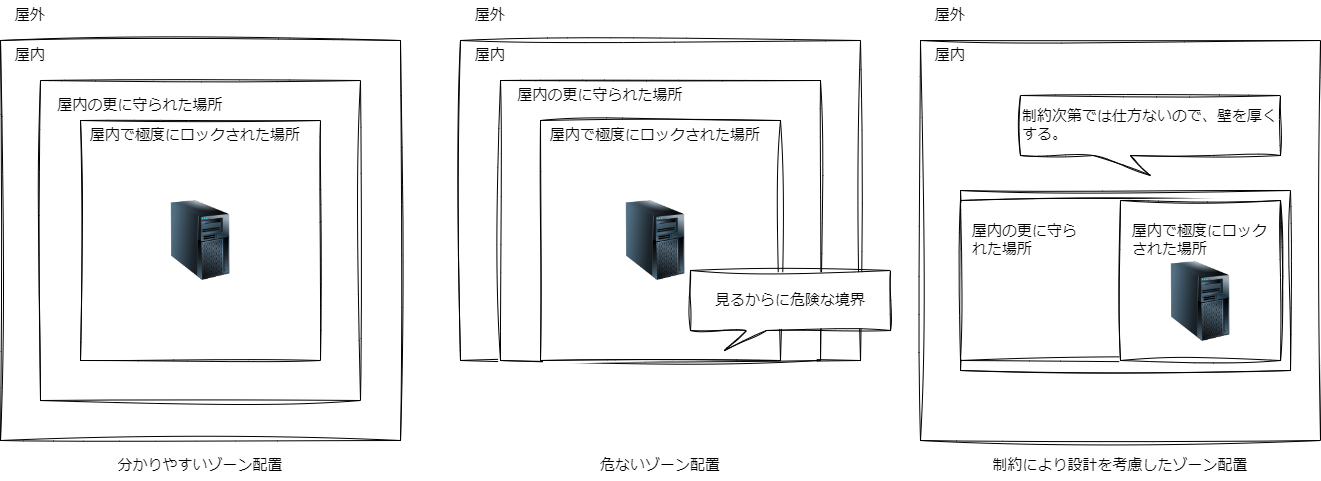 屋外
屋内
屋内の更に守られた場所
屋内で極度にロックされた場所
分かりやすいゾーン配置
屋外
屋内
屋内の更に守られた場所
屋内で極度にロックされた場所
見るからに危険な境界
危ないゾーン配置
屋外
屋内
制約次第では仕方ないので、壁を厚く
する。
屋内の更に守ら
れた場所
屋内で極度にロック
された場所
制約により設計を考慮したゾーン配置